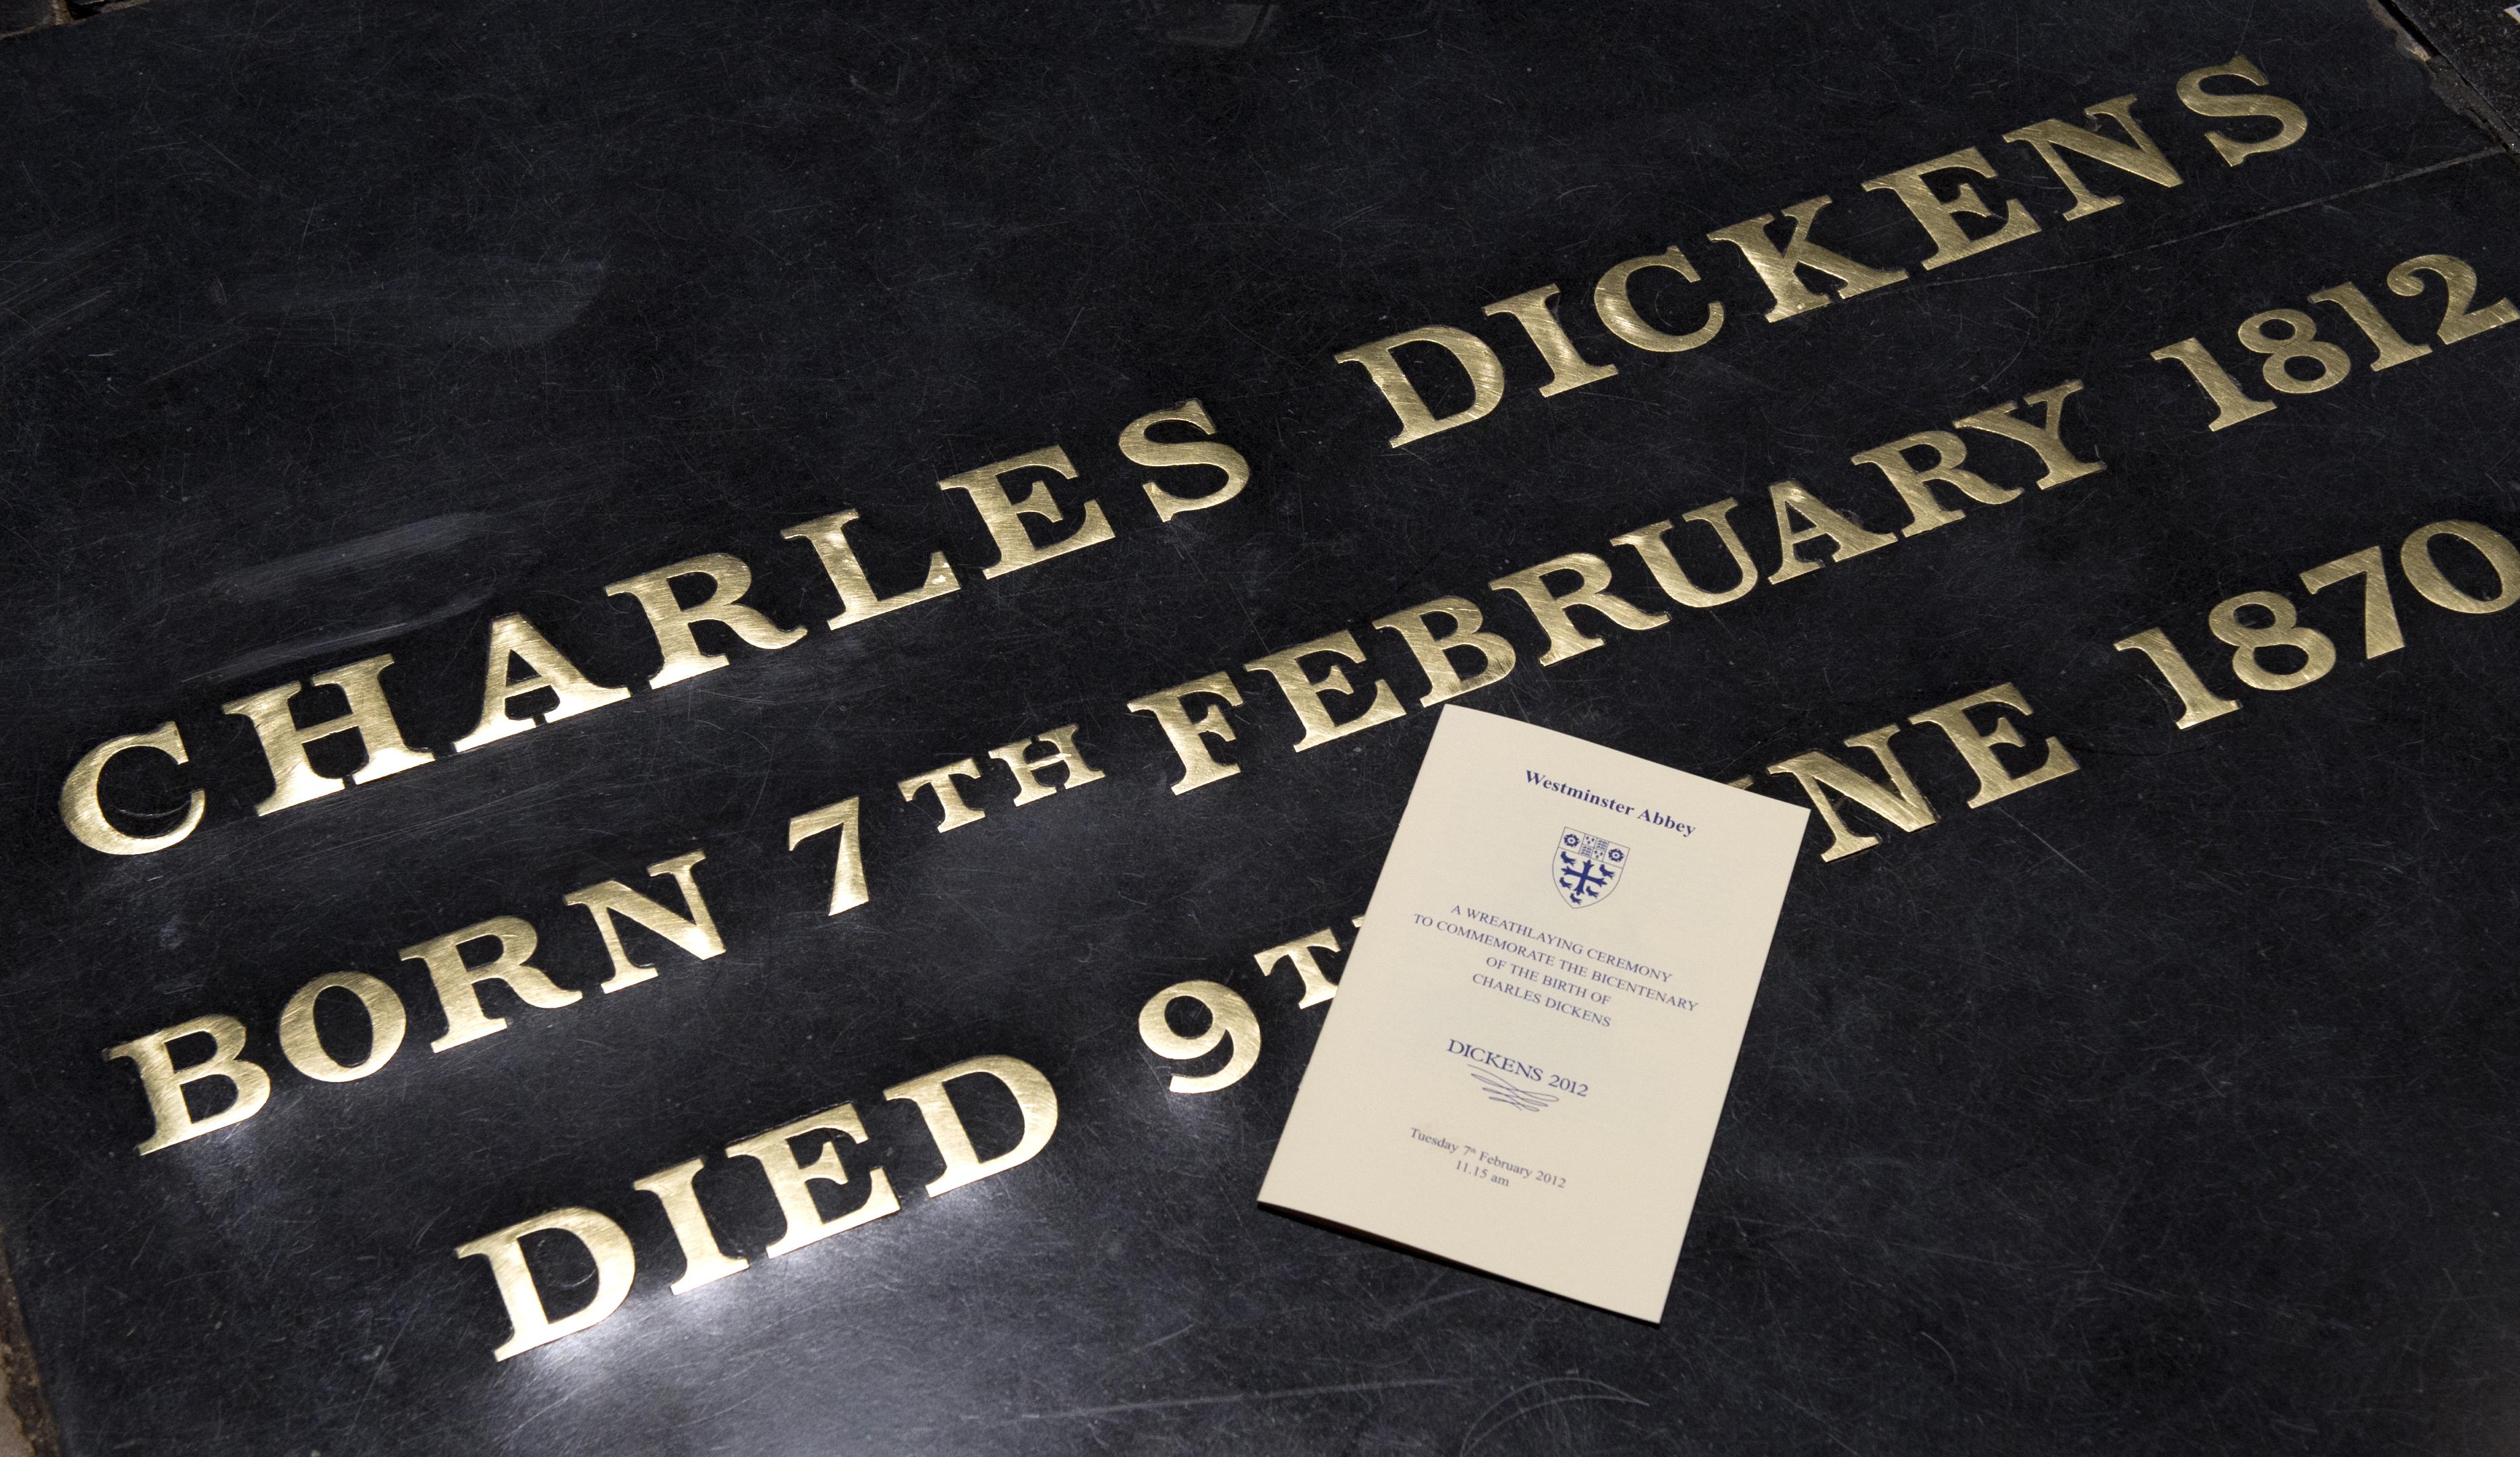 CHARLES DICKENS
BORN 7TH FEBRUARY 1812
DIED 9T NE 1870
Westminster Abbey
A WREATHLAYING CEREMONY
TO COMMEMORATE THE BICENTENARY
OF THE BIRTH OF
CHARLES DICKENS
DICKENS 2012
Tuesday 7th February 2012
11.15 am